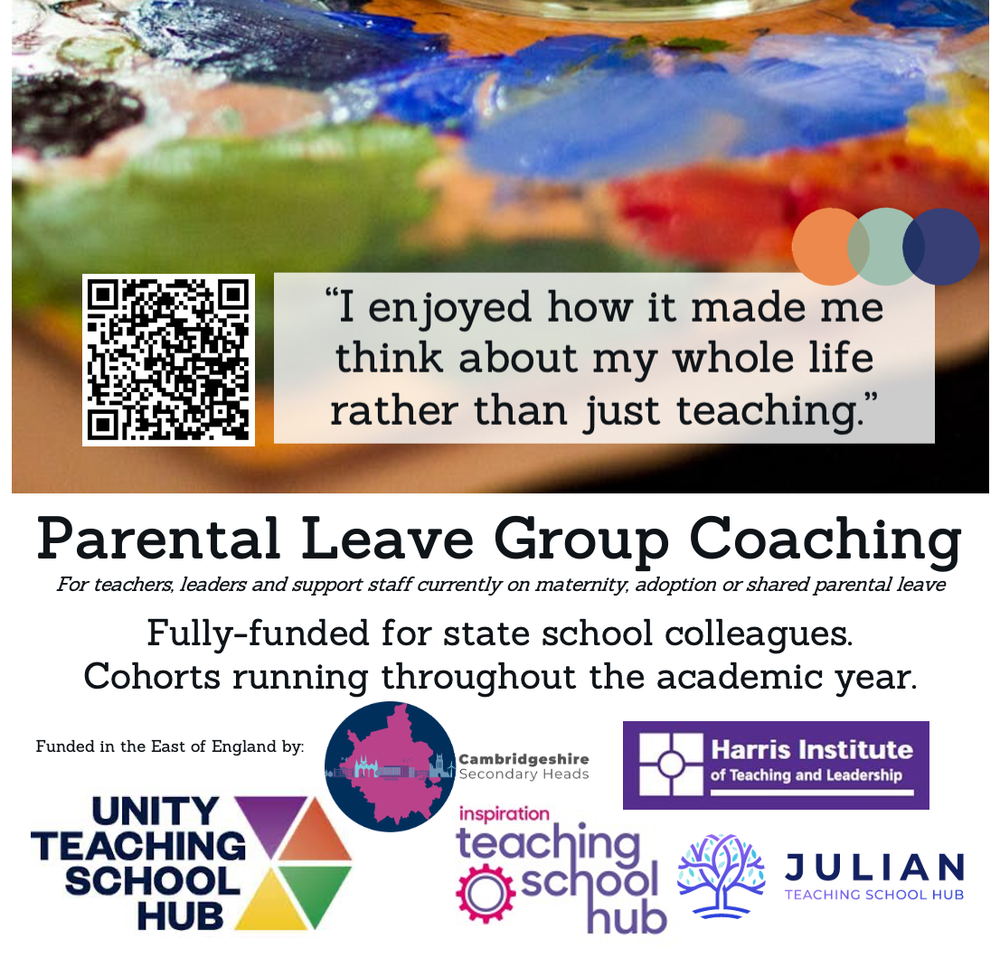 “I enjoyed how it made me
think about my whole life
rather than just teaching.”
Parental Leave Group Coaching
For teachers, leaders and support staff currently on maternity, adoption or shared parental leave
Fully-funded for state school colleagues.
Cohorts running throughout the academic year.
Funded in the East of England by:
Cambridgeshire
Secondary Heads
Harris Institute
of Teaching and Leadership
UNITY
TEACHING
SCHOOL
HUB
inspiration
teaching
school
hub
JULIAN
TEACHING SCHOOL HUB